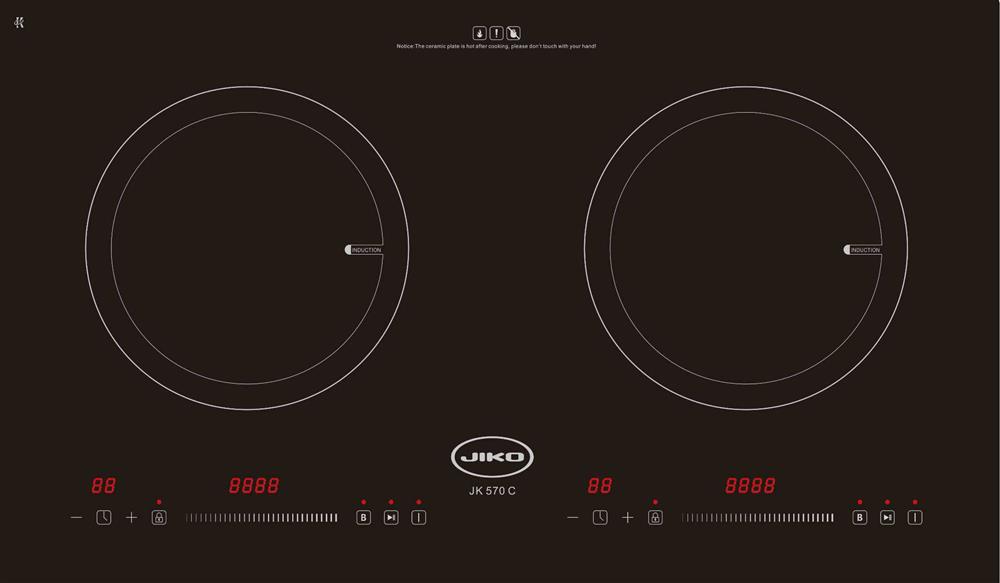 Notice:The ceramic plate is hot after cooking, please don't touch with your hand!
INDUCTION
INDUCTION
JIKO
JK 570 C
88 8888
88 8888
B
B